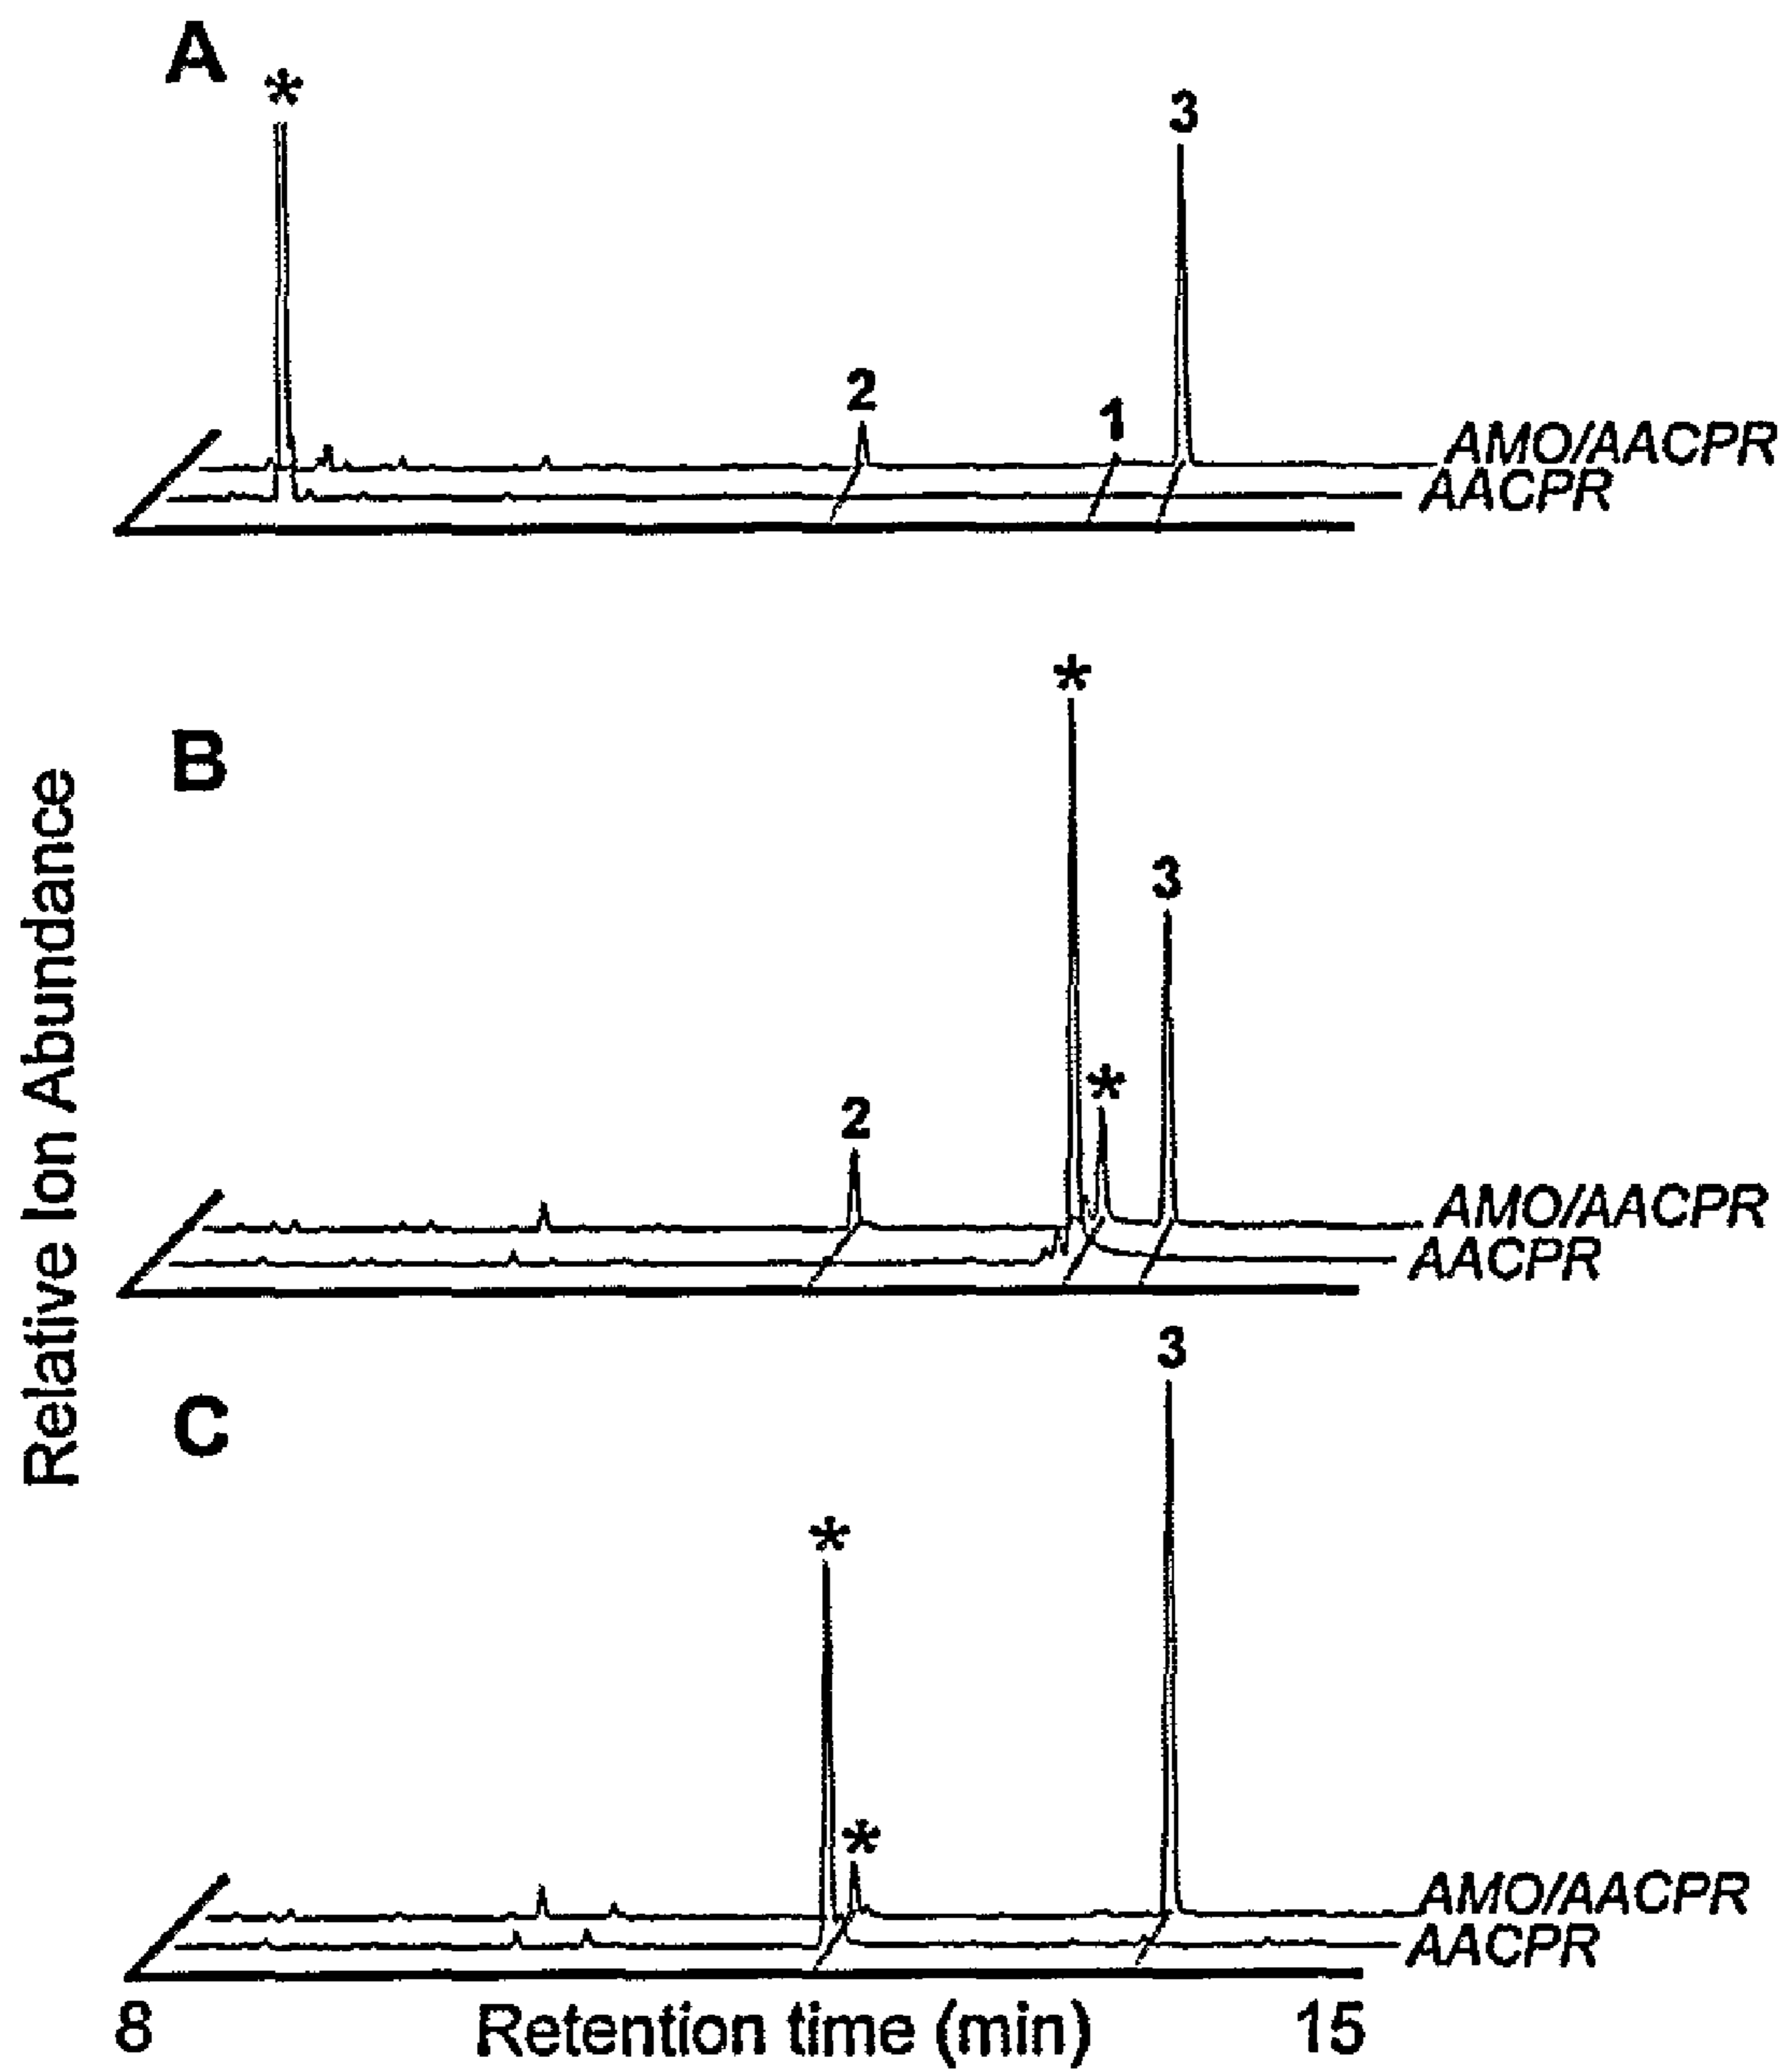 A
*
3
2
1
AMO/AACPR
AACPR
*
B
3
*
2
AMO/AACPR
AACPR
3
C
*
*
AMO/AACPR
AACPR
8
15
Retention time (min)
Relative Ion Abundance